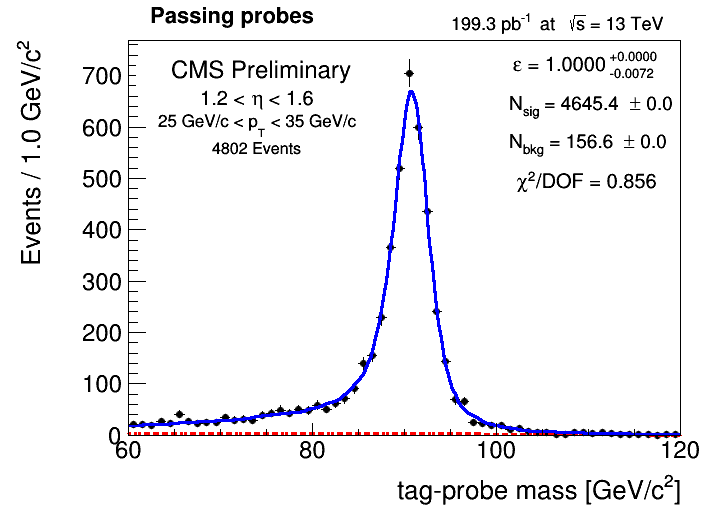 Passing probes
199.3 pb⁻¹ at √s = 13 TeV
CMS Preliminary
1.2 < η < 1.6
25 GeV/c < p_T < 35 GeV/c
4802 Events
ε = 1.0000 +0.0000 -0.0072
N_sig = 4645.4 ± 0.0
N_bkg = 156.6 ± 0.0
χ²/DOF = 0.856
Events / 1.0 GeV/c²
700
600
500
400
300
200
100
0
60 80 100 120
tag-probe mass [GeV/c²]